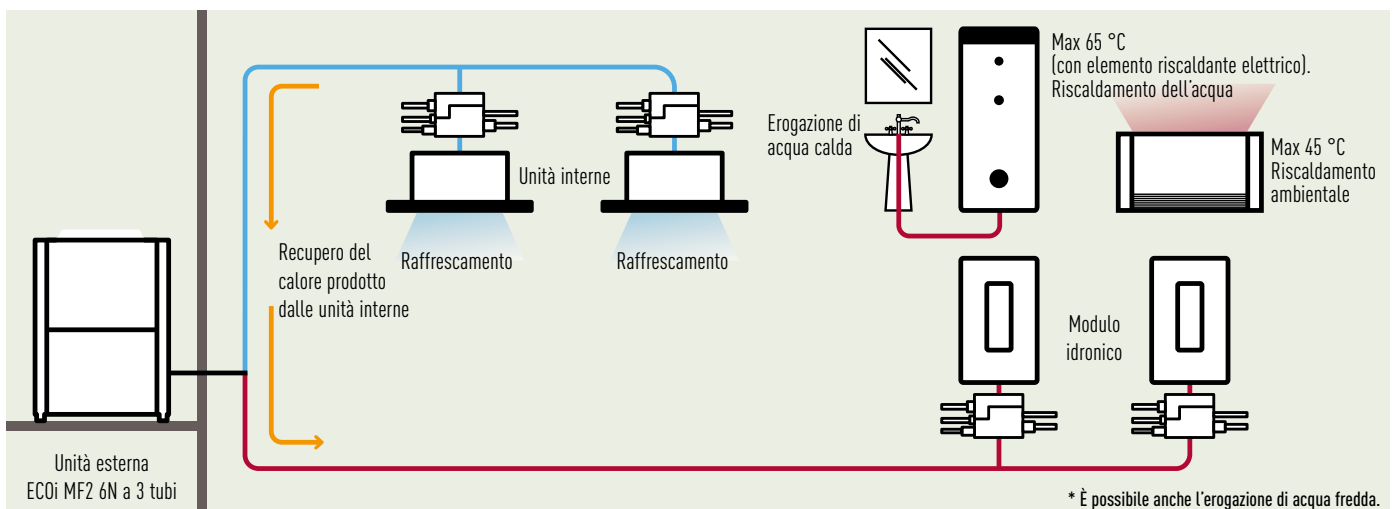 Max 65 °C
(con elemento riscaldante elettrico).
Riscaldamento dell'acqua
Erogazione di
acqua calda
Max 45 °C
Riscaldamento
ambientale
Unità interne
Recupero del
calore prodotto
dalle unità interne
Raffrescamento
Raffrescamento
Modulo
idronico
Unità esterna
ECOi MF2 6N a 3 tubi
* È possibile anche l'erogazione di acqua fredda.